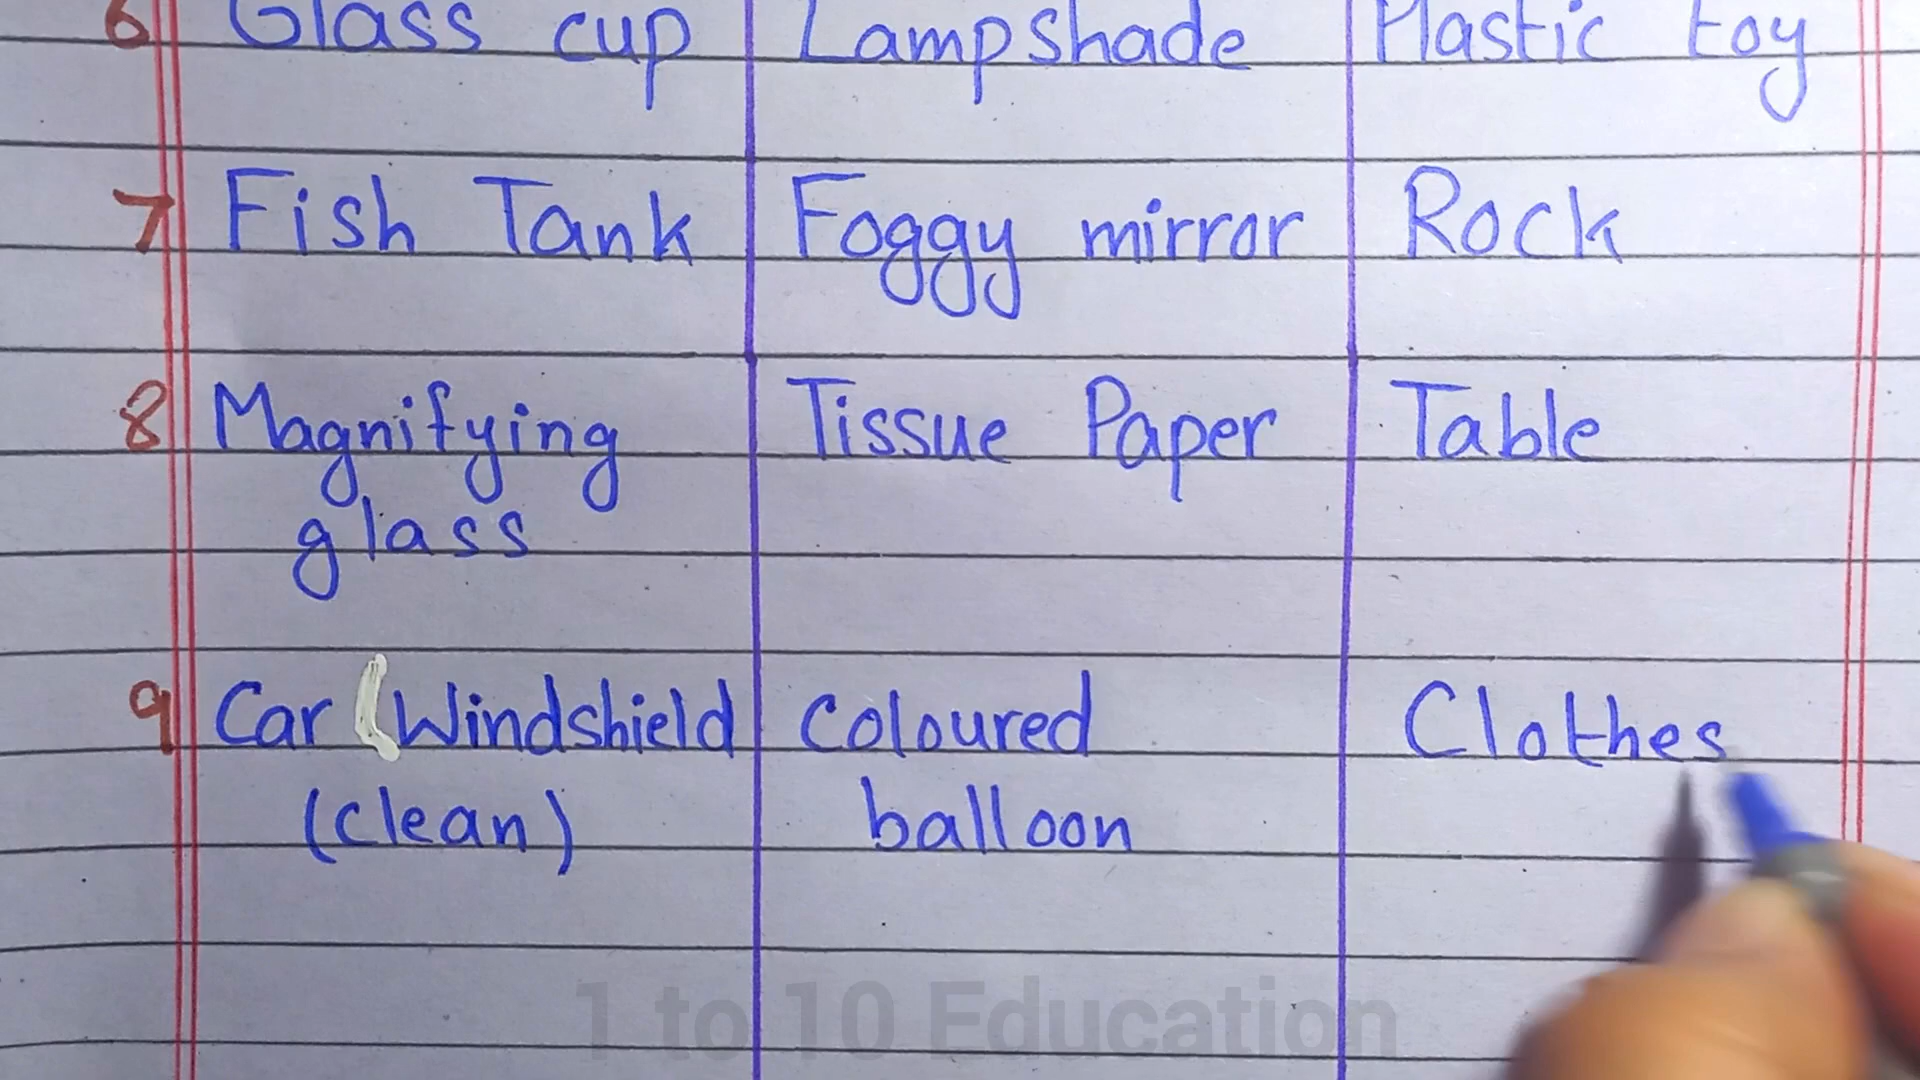 6 Glass cup Lampshade Plastic toy
7 Fish Tank Foggy mirror Rock
8 Magnifying Tissue Paper Table
glass
9 Car Windshield Coloured Clothes
(clean) balloon
1 to 10 Education